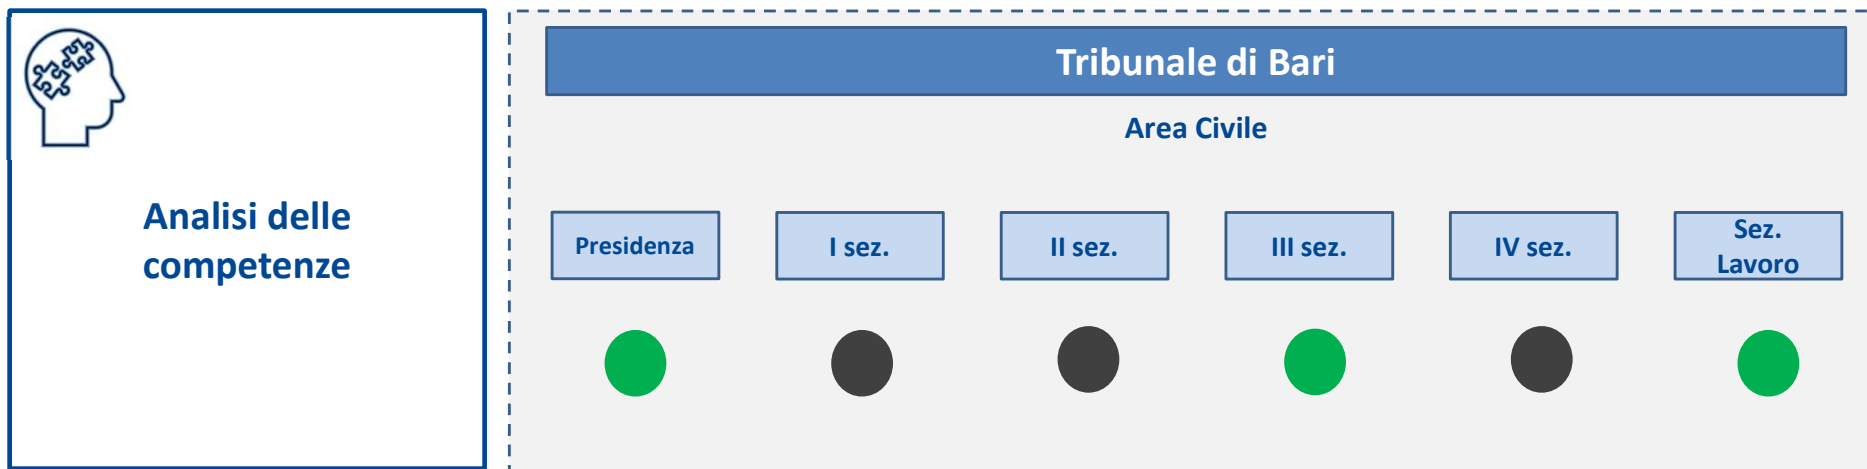 Analisi delle
competenze
Tribunale di Bari
Area Civile
Presidenza
I sez.
II sez.
III sez.
IV sez.
Sez.
Lavoro